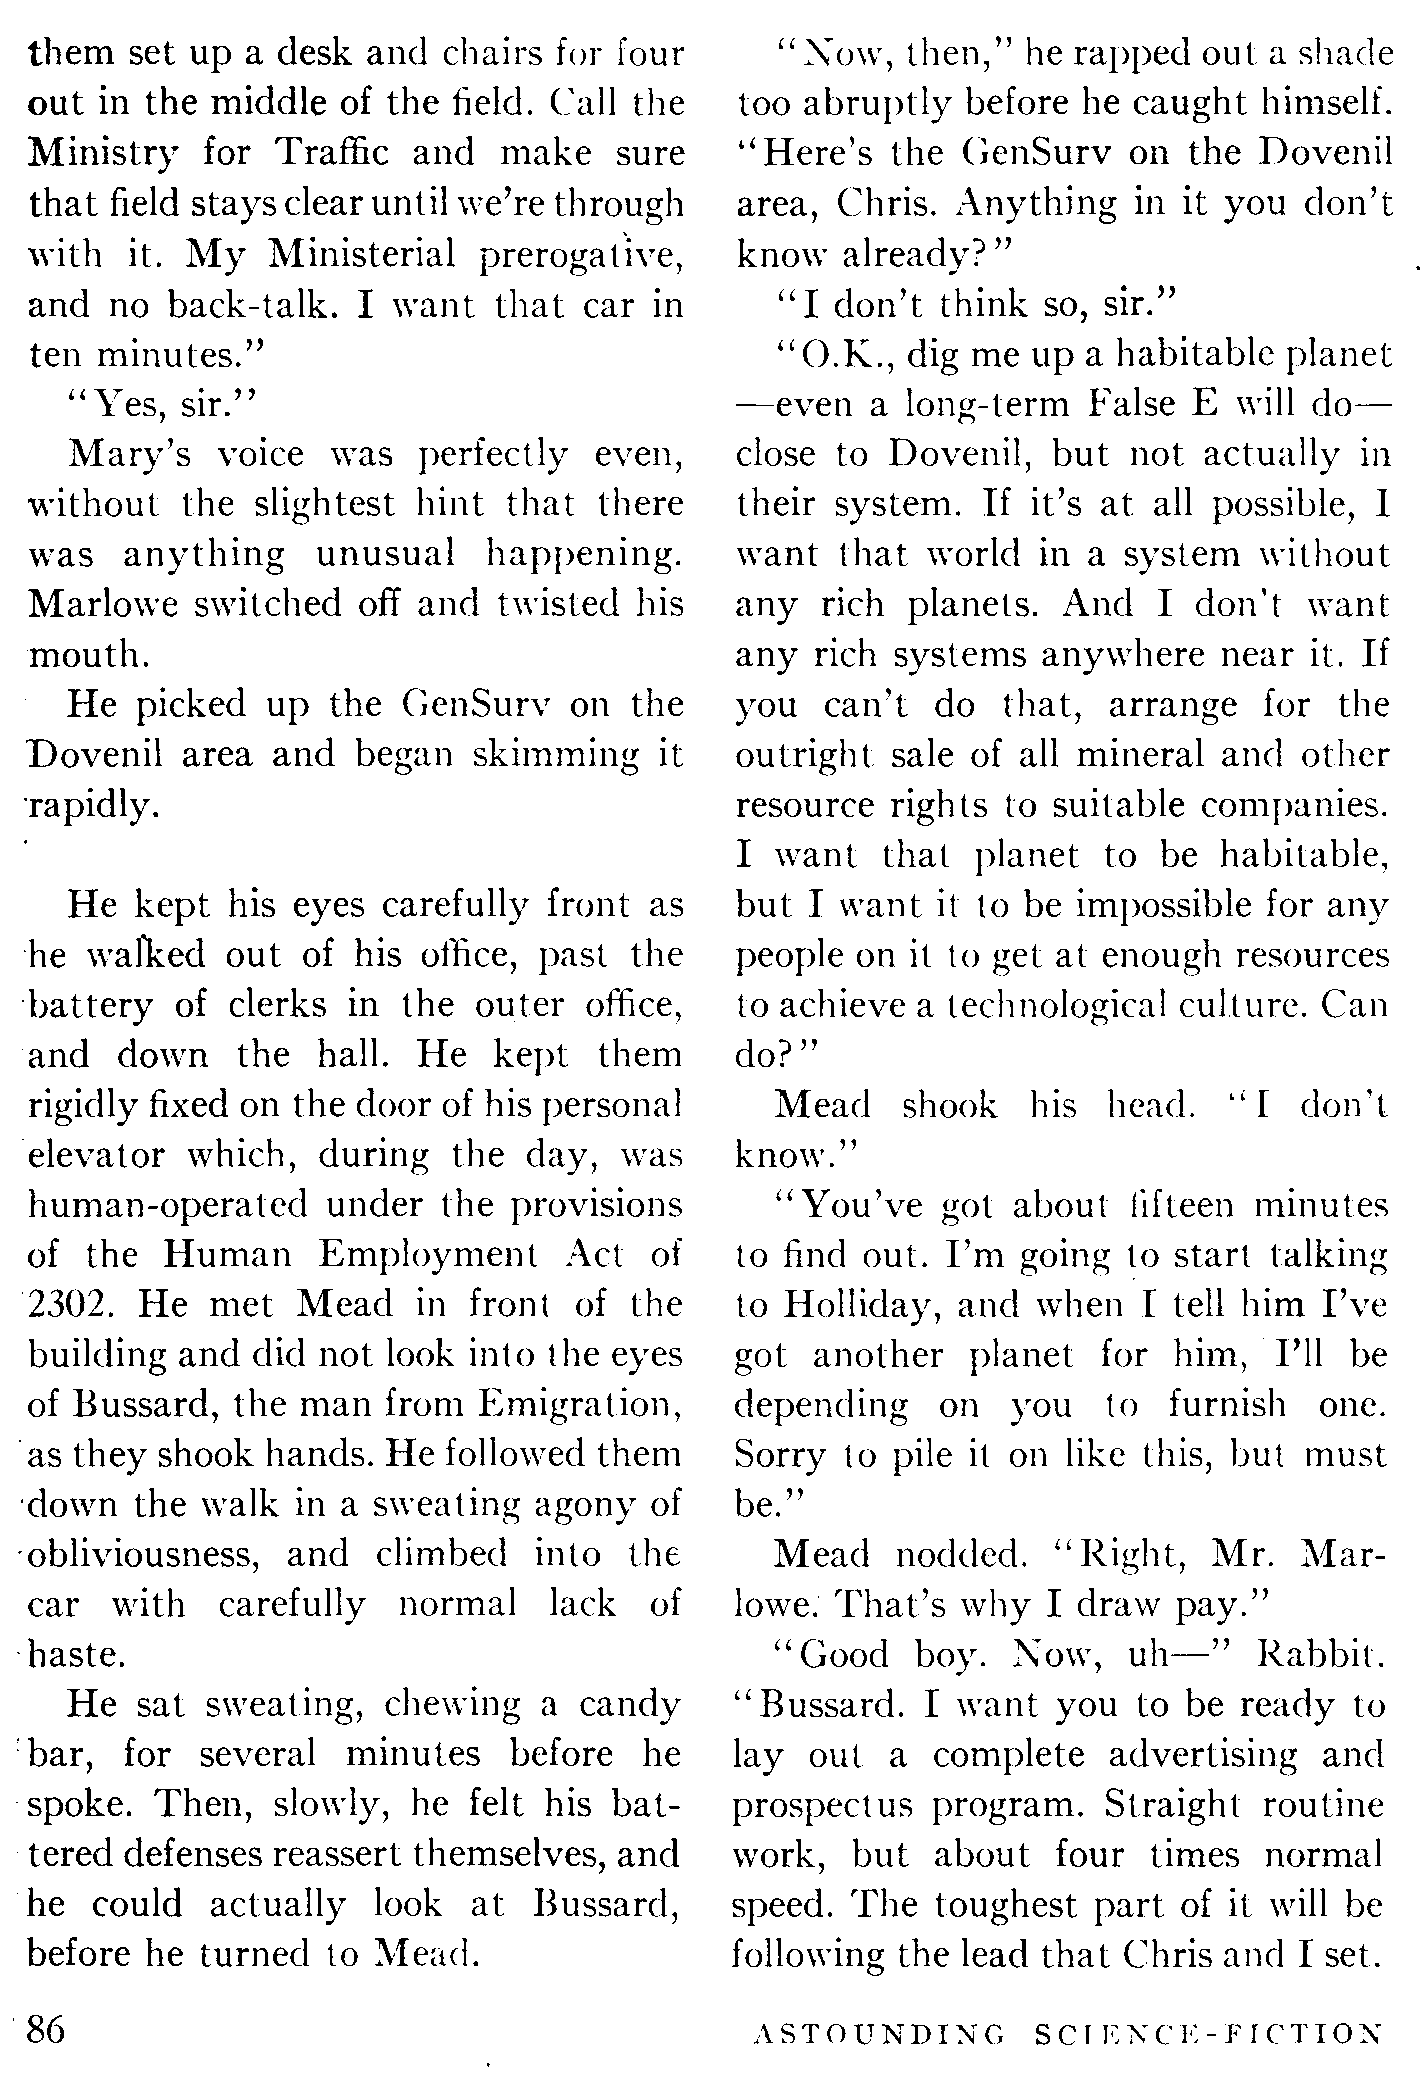 them set up a desk and chairs for four
out in the middle of the field. Call the
Ministry for Traffic and make sure
that field stays clear until we're through
with it. My Ministerial prerogative,
and no back-talk. I want that car in
ten minutes."
"Yes, sir."
Mary's voice was perfectly even,
without the slightest hint that there
was anything unusual happening.
Marlowe switched off and twisted his
mouth.
He picked up the GenSurv on the
Dovenil area and began skimming it
rapidly.
He kept his eyes carefully front as
he walked out of his office, past the
battery of clerks in the outer office,
and down the hall. He kept them
rigidly fixed on the door of his personal
elevator which, during the day, was
human-operated under the provisions
of the Human Employment Act of
2302. He met Mead in front of the
building and did not look into the eyes
of Bussard, the man from Emigration,
as they shook hands. He followed them
down the walk in a sweating agony of
obliviousness, and climbed into the
car with carefully normal lack of
haste.
He sat sweating, chewing a candy
bar, for several minutes before he
spoke. Then, slowly, he felt his bat-
tered defenses reassert themselves, and
he could actually look at Bussard,
before he turned to Mead.
"Now, then," he rapped out a shade
too abruptly before he caught himself.
"Here's the GenSurv on the Dovenil
area, Chris. Anything in it you don't
know already?"
"I don't think so, sir."
"O.K., dig me up a habitable planet
—even a long-term False E will do—
close to Dovenil, but not actually in
their system. If it's at all possible, I
want that world in a system without
any rich planets. And I don't want
any rich systems anywhere near it. If
you can't do that, arrange for the
outright sale of all mineral and other
resource rights to suitable companies.
I want that planet to be habitable,
but I want it to be impossible for any
people on it to get at enough resources
to achieve a technological culture. Can
do?"
Mead shook his head. "I don't
know."
"You've got about fifteen minutes
to find out. I'm going to start talking
to Holliday, and when I tell him I've
got another planet for him, I'll be
depending on you to furnish one.
Sorry to pile it on like this, but must
be."
Mead nodded. "Right, Mr. Mar-
lowe. That's why I draw pay."
"Good boy. Now, uh—" Rabbit.
"Bussard. I want you to be ready to
lay out a complete advertising and
prospectus program. Straight routine
work, but about four times normal
speed. The toughest part of it will be
following the lead that Chris and I set.
86
ASTOUNDING SCIENCE-FICTION